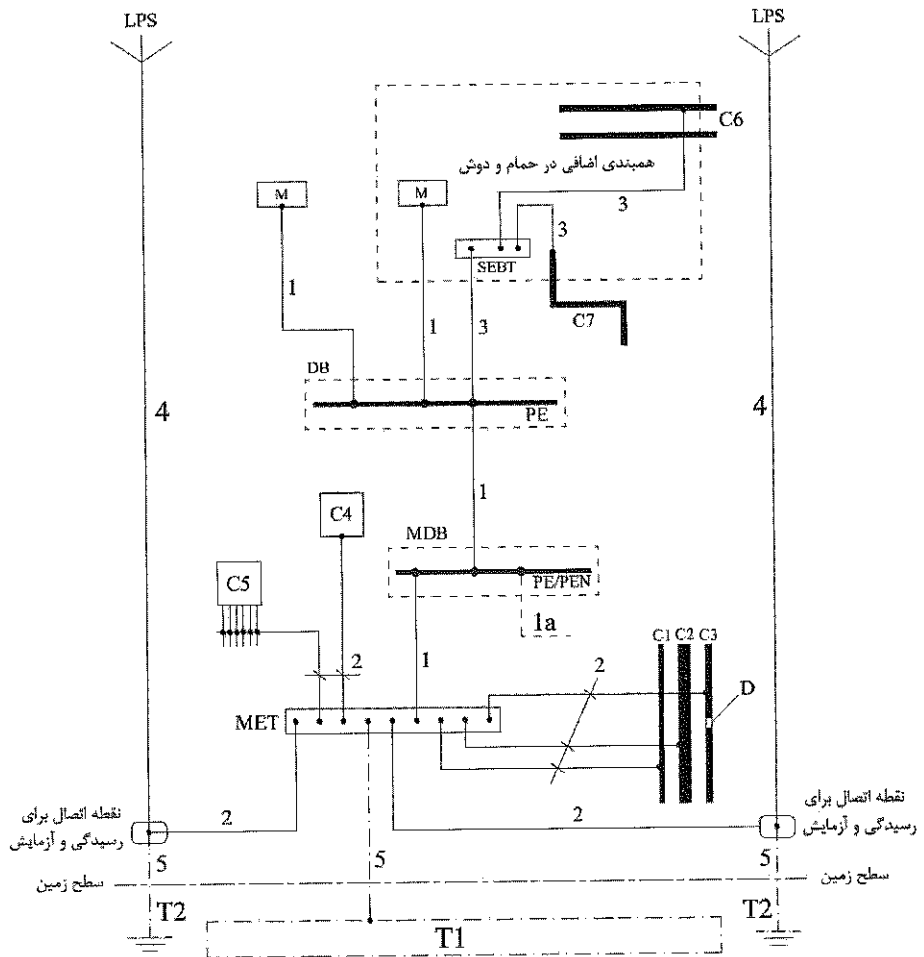 LPS
LPS
C6
همبندی اضافی در حمام و دوش
M
M
3
3
SEBT
1
1
3
C7
DB
PE
4
4
1
C4
MDB
C5
PE/PEN
1a
2
1
C1 C2 C3
2
D
MET
نقطه اتصال برای
رسیدگی و آزمایش
2
2
نقطه اتصال برای
رسیدگی و آزمایش
5
5
5
سطح زمین
سطح زمین
T2
T2
T1